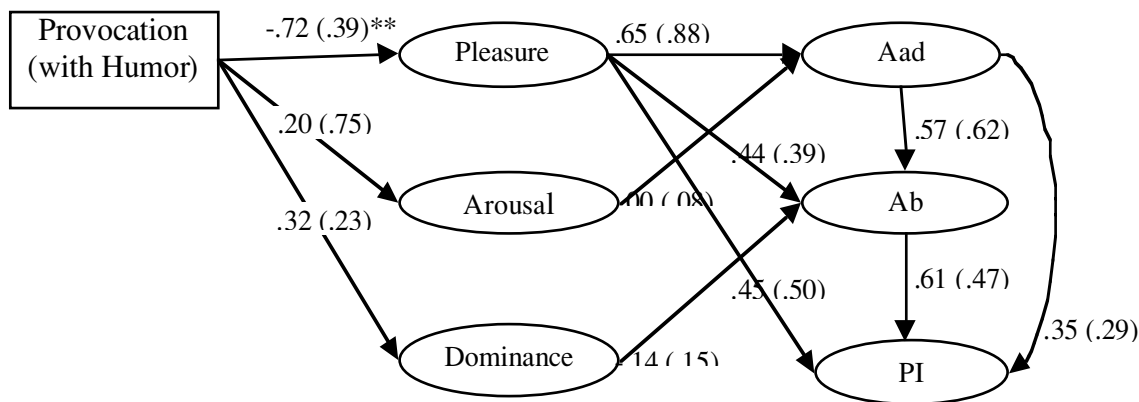 Provocation
(with Humor)
-.72 (.39)**
Pleasure
.65 (.88)
Aad
.20 (.75)
.57 (.62)
.44 (.39)
Arousal
.00 (.08)
Ab
.32 (.23)
.45 (.50)
.61 (.47)
.35 (.29)
Dominance
.14 (.15)
PI